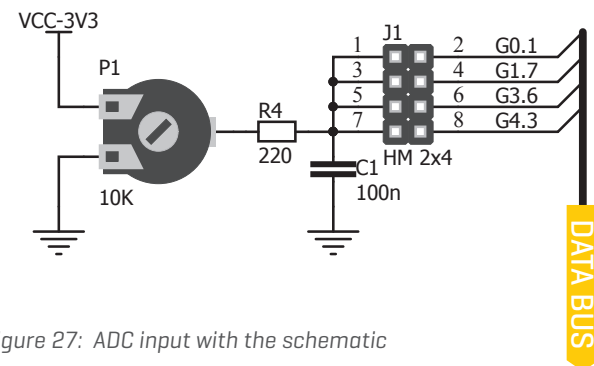 VCC-3V3
J1
1 2 G0.1
P1
3 4 G1.7
5 6 G3.6
R4
7 8 G4.3
220
HM 2x4
C1
10K
100n
DATA BUS
igure 27: ADC input with the schematic